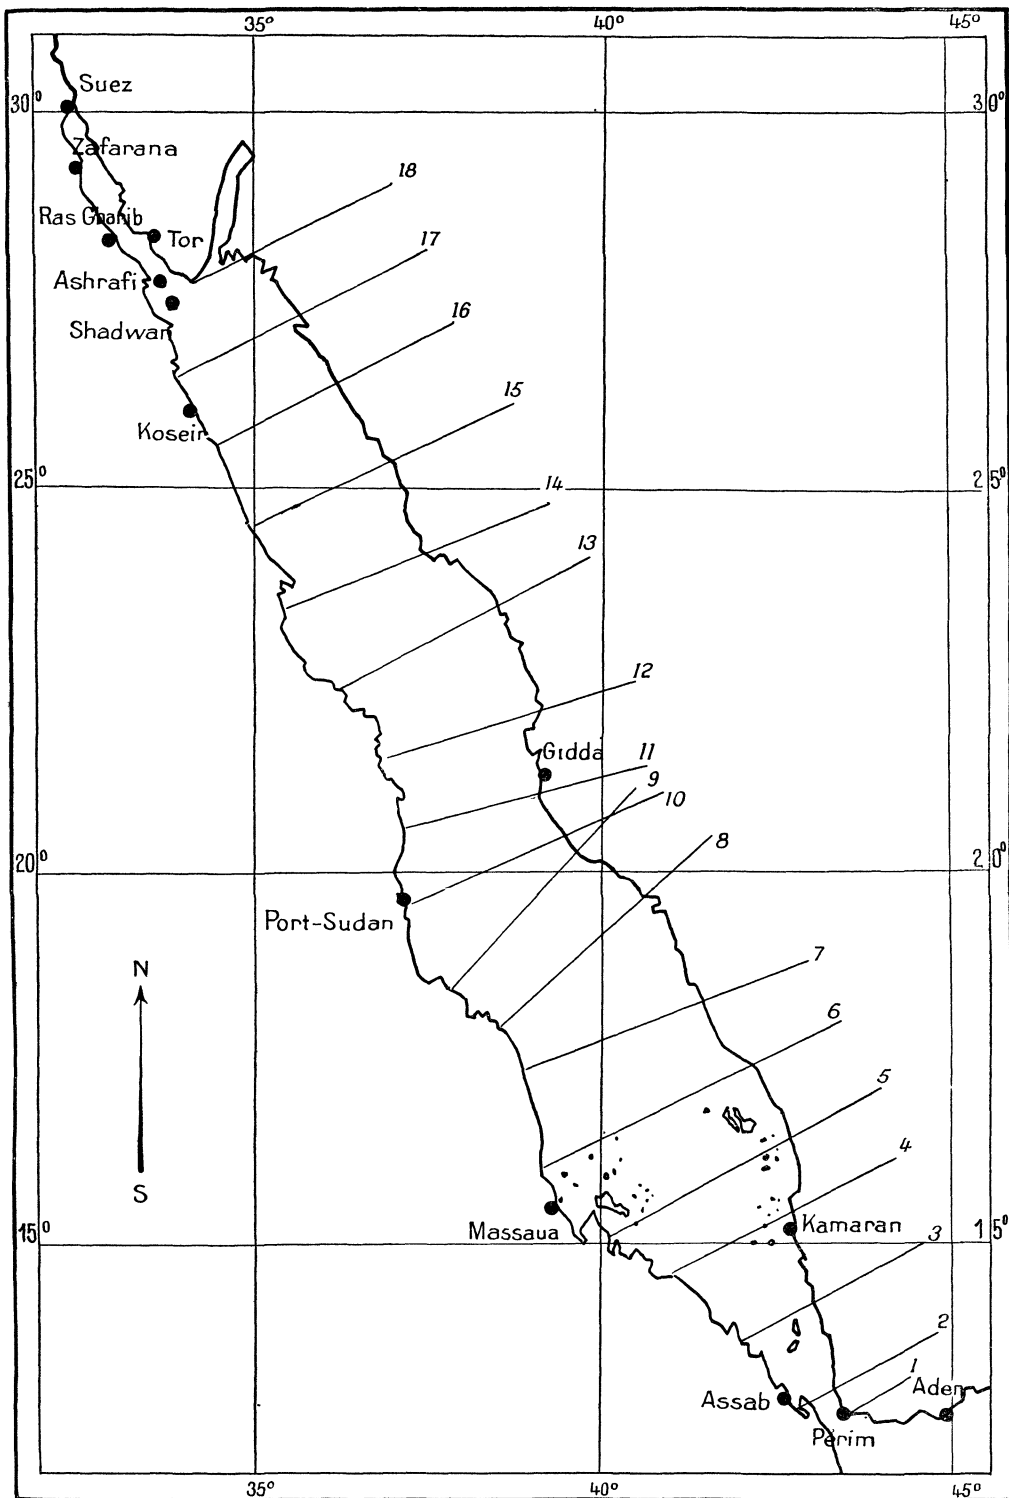 35° 40° 45°
Suez
30° 30°
Zafarana
18
Ras Gharib
Tor
17
Ashrafi
16
Shadwan
15
Koseir
25° 25°
14
13
12
Gidda 11
9
10
8
20° 20°
Port-Sudan
7
N
6
5
4
S
Massaua Kamaran
15° 15°
3
2
1
Aden
Assab
Périm
35° 40° 45°